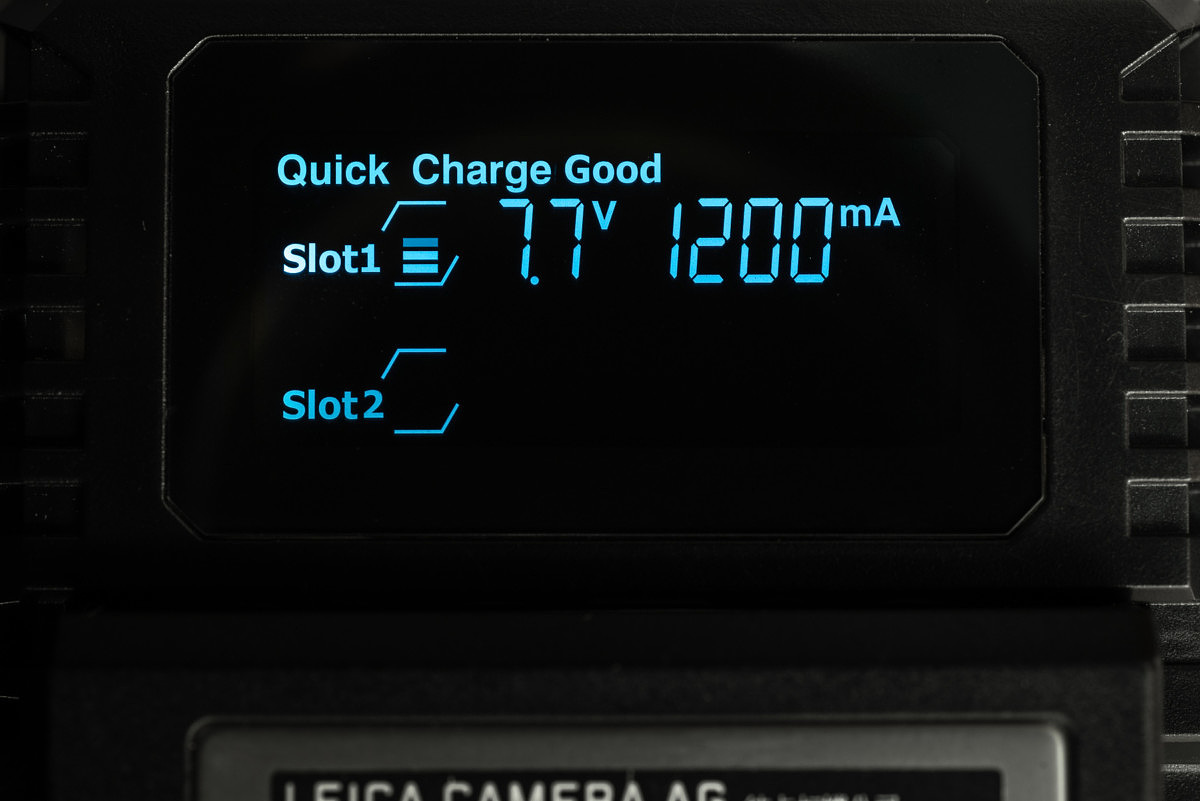 Quick Charge Good
Slot1 7.7V 1200mA
Slot2
LEICA CAMERA AG